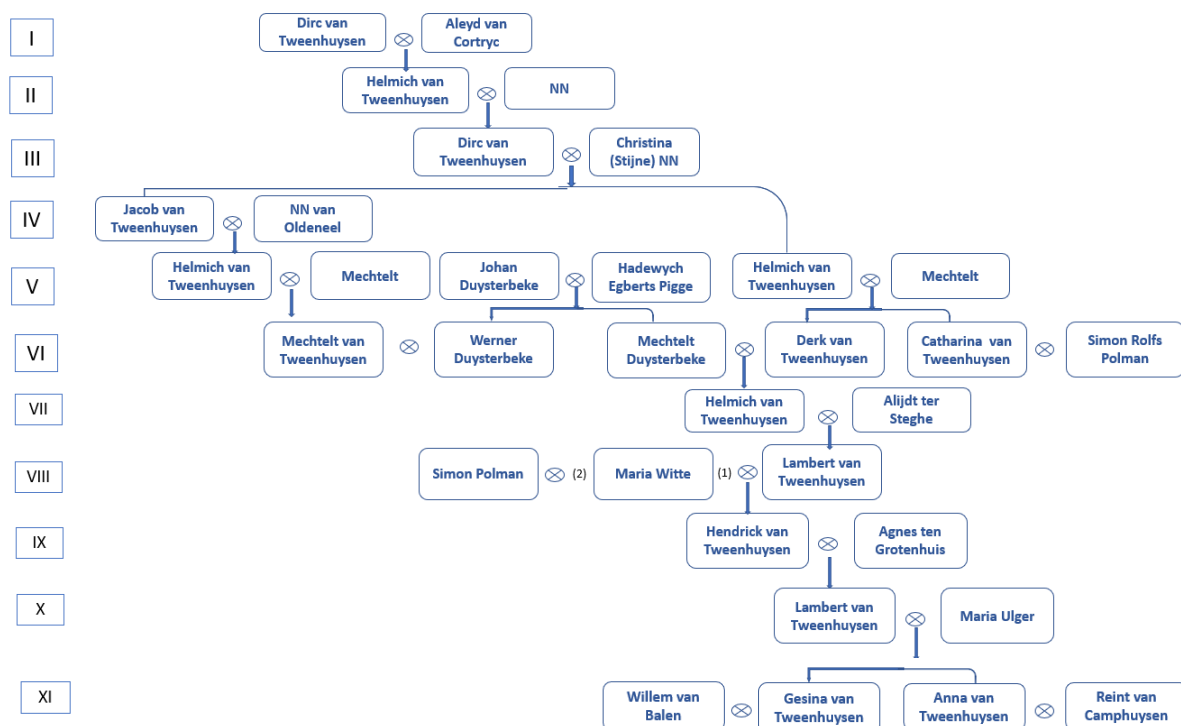 I
Dirc van
Tweenhuysen
Aleyd van
Cortryc
II
Helmich van
Tweenhuysen
NN
III
Dirc van
Tweenhuysen
Christina
(Stijne) NN
IV
Jacob van
Tweenhuysen
NN van
Oldeneel
V
Helmich van
Tweenhuysen
Mechtelt
Johan
Duysterbeke
Hadewych
Egberts Pigge
Helmich van
Tweenhuysen
Mechtelt
VI
Mechtelt van
Tweenhuysen
Werner
Duysterbeke
Mechtelt
Duysterbeke
Derk van
Tweenhuysen
Catharina van
Tweenhuysen
Simon Rolfs
Polman
VII
Helmich van
Tweenhuysen
Alijdt ter
Steghe
VIII
Simon Polman
(2)
Maria Witte
(1)
Lambert van
Tweenhuysen
IX
Hendrick van
Tweenhuysen
Agnes ten
Grotenhuis
X
Lambert van
Tweenhuysen
Maria Ulger
XI
Willem van
Balen
Gesina van
Tweenhuysen
Anna van
Tweenhuysen
Reint van
Camphuysen